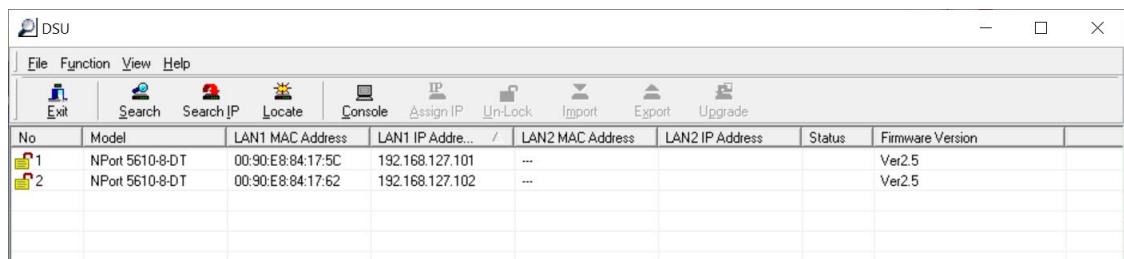 DSU
File Function View Help
Exit Search Search IP Locate Console Assign IP Un-Lock Import Export Upgrade
No Model LAN1 MAC Address LAN1 IP Addre... LAN2 MAC Address LAN2 IP Address Status Firmware Version
1 NPort 5610-8-DT 00:90:E8:84:17:5C 192.168.127.101 --- Ver2.5
2 NPort 5610-8-DT 00:90:E8:84:17:62 192.168.127.102 --- Ver2.5